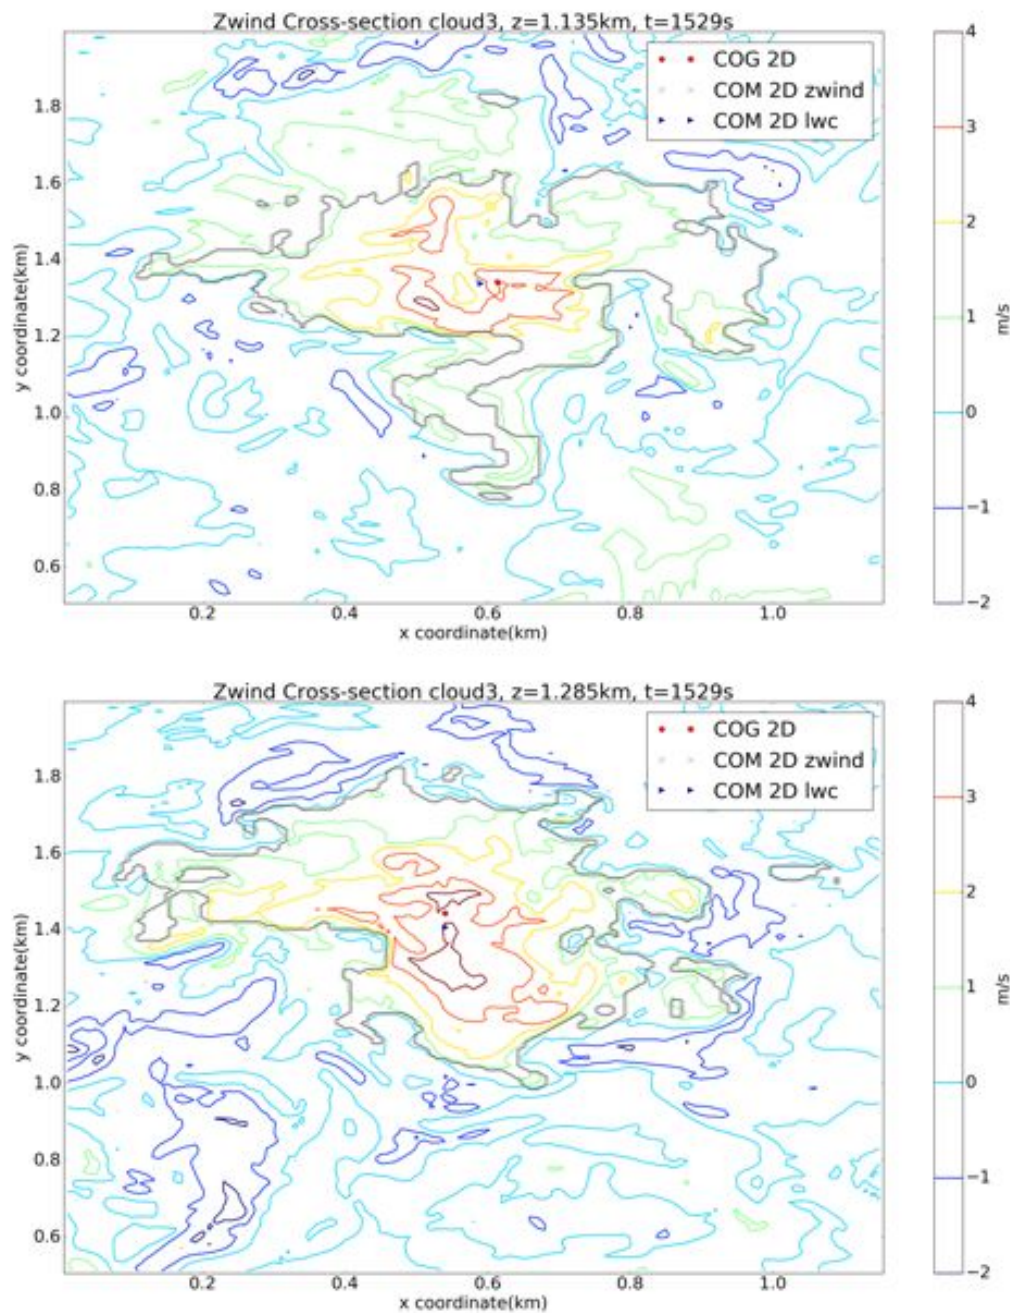 Zwind Cross-section cloud3, z=1.135km, t=1529s
COG 2D
COM 2D zwind
COM 2D lwc
1.8
1.6
1.4
1.2
1.0
0.8
0.6
y coordinate(km)
0.2 0.4 0.6 0.8 1.0
x coordinate(km)
4
3
2
1
0
−1
−2
m/s
Zwind Cross-section cloud3, z=1.285km, t=1529s
COG 2D
COM 2D zwind
COM 2D lwc
1.8
1.6
1.4
1.2
1.0
0.8
0.6
y coordinate(km)
0.2 0.4 0.6 0.8 1.0
x coordinate(km)
4
3
2
1
0
−1
−2
m/s